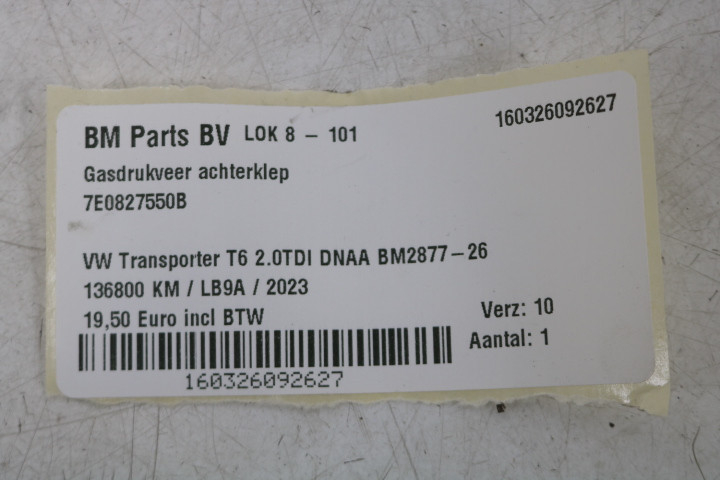 BM Parts BV LOK 8 - 101 160326092627
Gasdrukveer achterklep
7E0827550B
VW Transporter T6 2.0TDI DNAA BM2877-26
136800 KM / LB9A / 2023
19,50 Euro incl BTW Verz: 10
Aantal: 1
160326092627